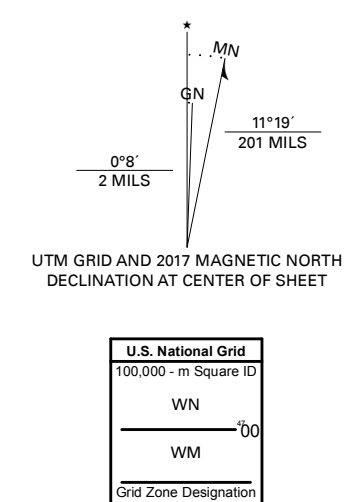 ★
MN
GN
11°19´
201 MILS
0°8´
2 MILS
UTM GRID AND 2017 MAGNETIC NORTH
DECLINATION AT CENTER OF SHEET
U.S. National Grid
100,000 - m Square ID
WN
4700
WM
Grid Zone Designation